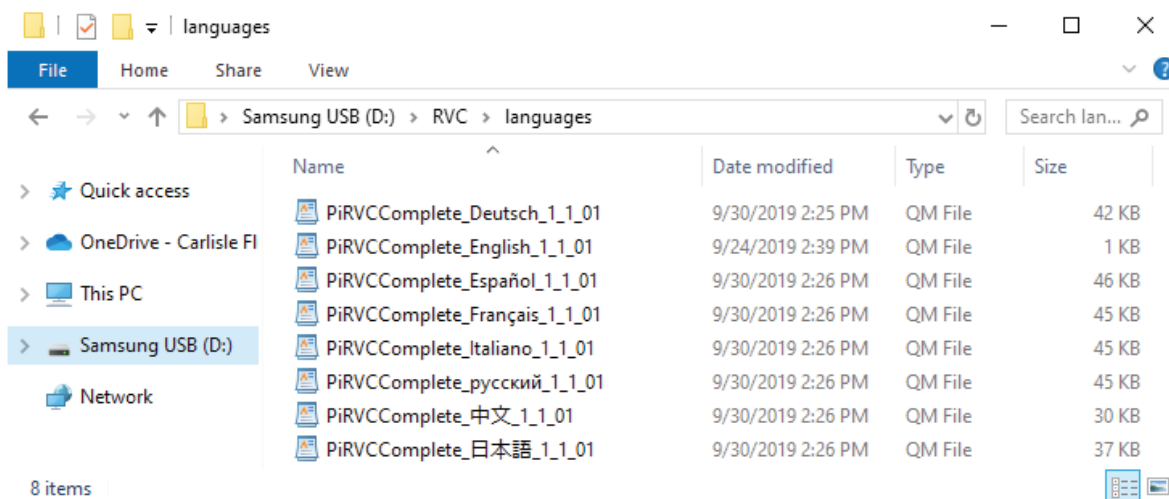 languages
File Home Share View
Samsung USB (D:) > RVC > languages Search lan...
Name Date modified Type Size
Quick access
OneDrive - Carlisle Fl
This PC
Samsung USB (D:)
Network
PiRVCComplete_Deutsch_1_1_01 9/30/2019 2:25 PM QM File 42 KB
PiRVCComplete_English_1_1_01 9/24/2019 2:39 PM QM File 1 KB
PiRVCComplete_Español_1_1_01 9/30/2019 2:26 PM QM File 46 KB
PiRVCComplete_Français_1_1_01 9/30/2019 2:26 PM QM File 45 KB
PiRVCComplete_Italiano_1_1_01 9/30/2019 2:26 PM QM File 45 KB
PiRVCComplete_русский_1_1_01 9/30/2019 2:26 PM QM File 45 KB
PiRVCComplete_中文_1_1_01 9/30/2019 2:26 PM QM File 30 KB
PiRVCComplete_日本語_1_1_01 9/30/2019 2:26 PM QM File 37 KB
8 items